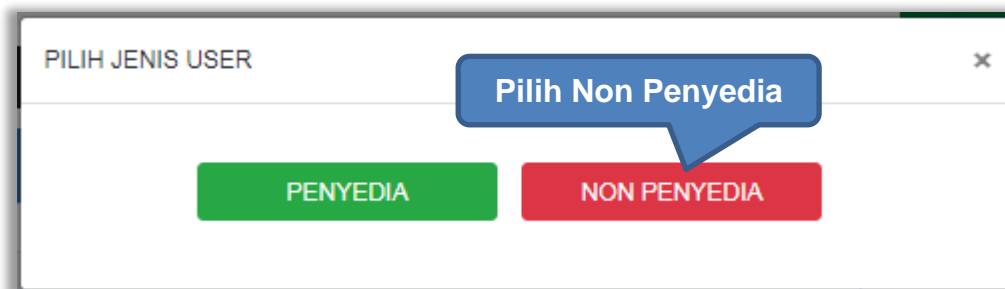 PILIH JENIS USER
×
Pilih Non Penyedia
PENYEDIA
NON PENYEDIA